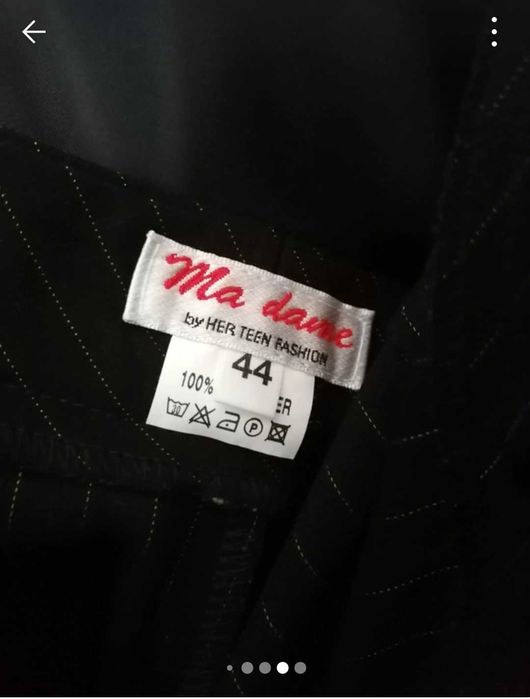 Ma dame
by HER TEEN FASHION
44
100%
ER
P